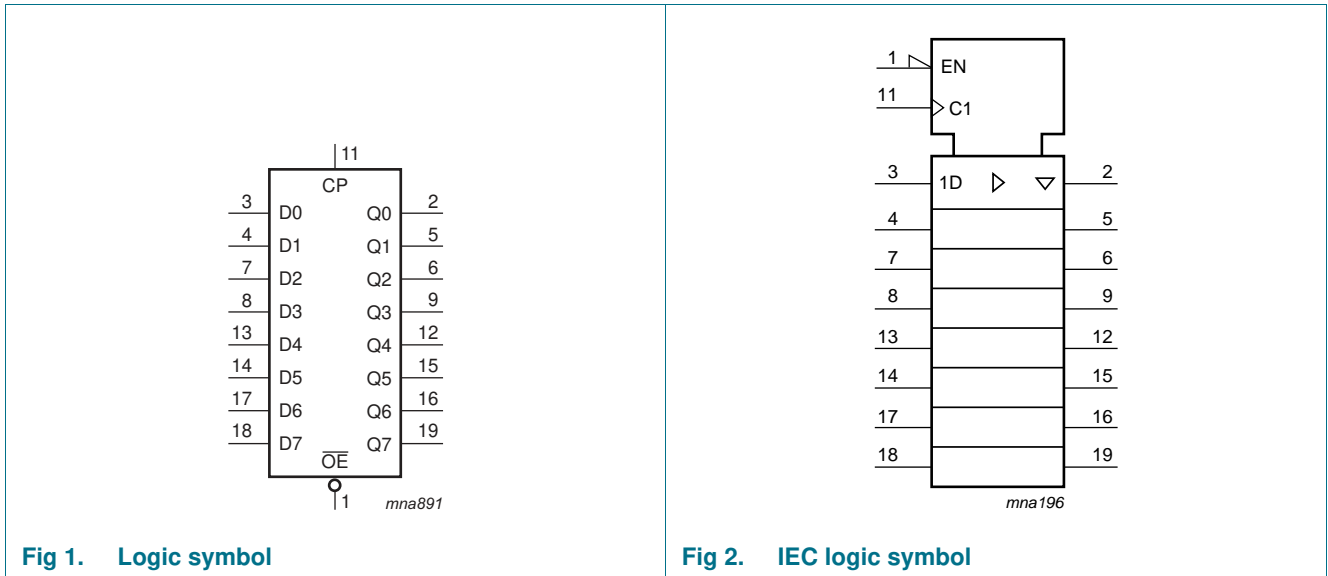 11
CP
3 D0 Q0 2
4 D1 Q1 5
7 D2 Q2 6
8 D3 Q3 9
13 D4 Q4 12
14 D5 Q5 15
17 D6 Q6 16
18 D7 Q7 19
O̅E̅
1 mna891
Fig 1. Logic symbol
1 EN
11 C1
3 1D 2
4 5
7 6
8 9
13 12
14 15
17 16
18 19
mna196
Fig 2. IEC logic symbol